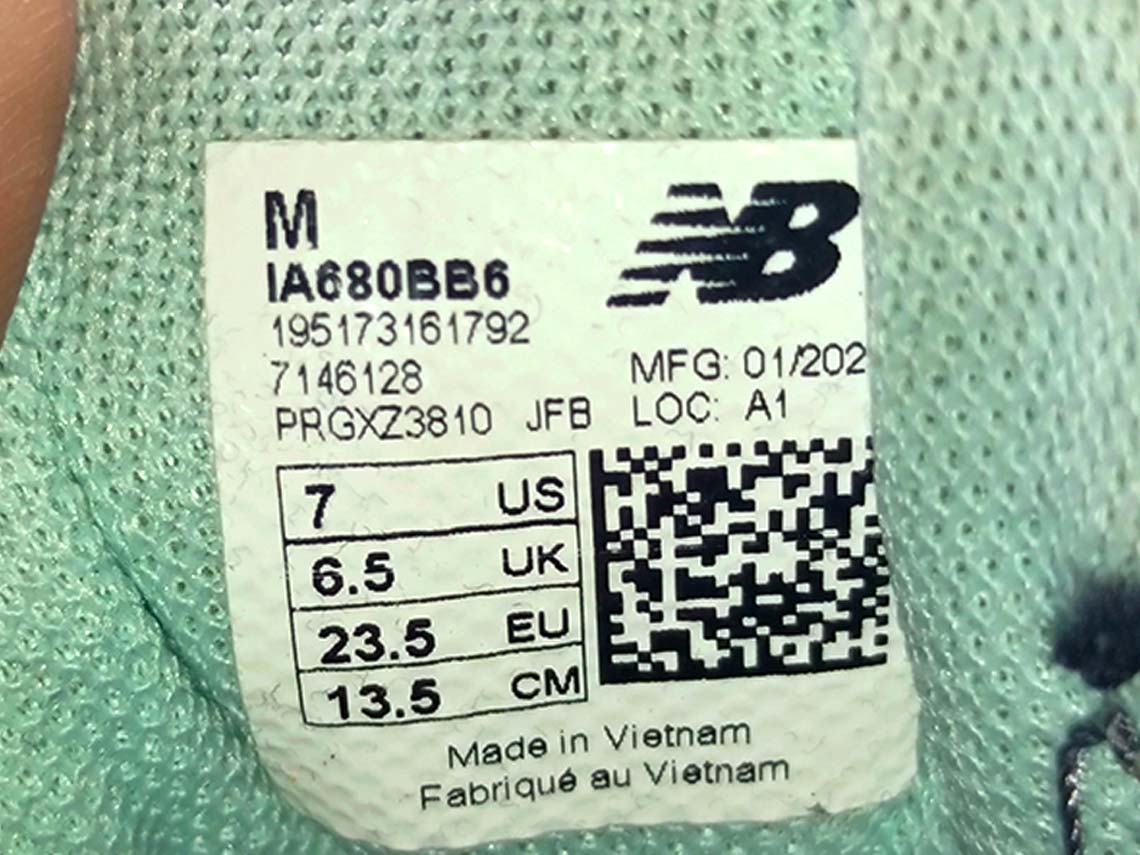 M
NB
IA680BB6
195173161792
7146128
PRGXZ3810 JFB
MFG: 01/202
LOC: A1
7 US
6.5 UK
23.5 EU
13.5 CM
Made in Vietnam
Fabriqué au Vietnam